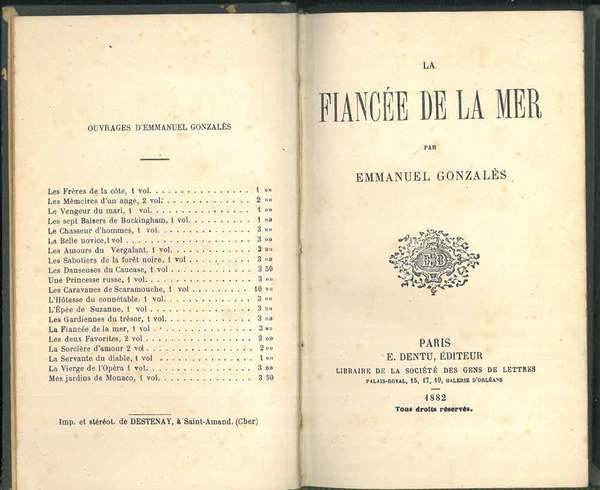 OUVRAGES D'EMMANUEL GONZALÈS
Les Frères de la côte, 1 vol. . . . . . . . . . . . . . . 1 »»
Les Mémoires d'un ange, 2 vol. . . . . . . . . . . . . 2 »»
Le Vengeur du mari, 1 vol. . . . . . . . . . . . . . . 1 »»
Les sept Baisers de Buckingham, 1 vol. . . . . . . . . 1 »»
Le Chasseur d'hommes, 1 vol. . . . . . . . . . . . . . 3 »»
La Belle novice, 1 vol . . . . . . . . . . . . . . . . 3 »»
Les Amours du Vergalant, 1 vol. . . . . . . . . . . . 3 »»
Les Sabotiers de la forêt noire, 1 vol . . . . . . . . 3 »»
Les Danseuses du Caucase, 1 vol . . . . . . . . . . . 3 50
Une Princesse russe, 1 vol. . . . . . . . . . . . . . 3 »»
Les Caravanes de Scaramouche, 1 vol . . . . . . . . . 10 »»
L'Hôtesse du connétable. 1 vol. . . . . . . . . . . . 3 »»
L'Épée de Suzanne, 1 vol . . . . . . . . . . . . . . 3 »»
Les Gardiennes du trésor, 1 vol. . . . . . . . . . . . 3 »»
La Fiancée de la mer, 1 vol . . . . . . . . . . . . . 3 »»
Les deux Favorites, 2 vol . . . . . . . . . . . . . . 2 »»
La Sorcière d'amour 2 vol . . . . . . . . . . . . . . 2 »»
La Servante du diable, 1 vol . . . . . . . . . . . . . 1 »»
La Vierge de l'Opéra 1 vol. . . . . . . . . . . . . . 3 »»
Mes jardins de Monaco, 1 vol. . . . . . . . . . . . . 3 50
Imp. et stéréot. de DESTENAY, à Saint-Amand. (Cher)
LA
FIANCÉE DE LA MER
PAR
EMMANUEL GONZALÈS
ED
PARIS
E. DENTU, ÉDITEUR
LIBRAIRE DE LA SOCIÉTÉ DES GENS DE LETTRES
PALAIS-ROYAL, 15, 17, 19, GALERIE D'ORLÉANS
1882
Tous droits réservés.